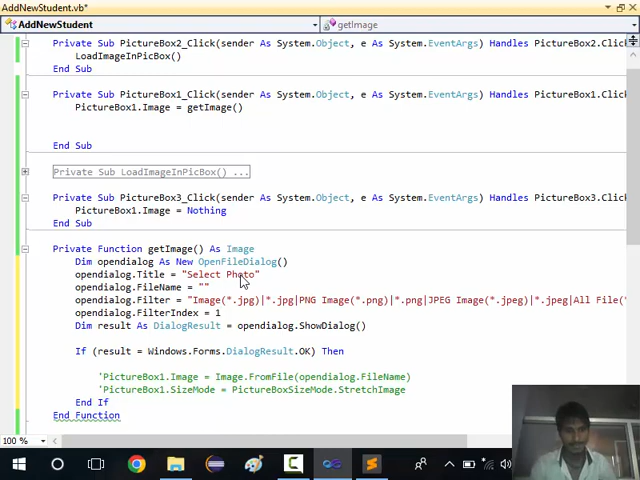 AddNewStudent.vb*
AddNewStudent
getImage
Private Sub PictureBox2_Click(sender As System.Object, e As System.EventArgs) Handles PictureBox2.Click
LoadImageInPicBox()
End Sub
Private Sub PictureBox1_Click(sender As System.Object, e As System.EventArgs) Handles PictureBox1.Click
PictureBox1.Image = getImage()
End Sub
Private Sub LoadImageInPicBox() ...
Private Sub PictureBox3_Click(sender As System.Object, e As System.EventArgs) Handles PictureBox3.Click
PictureBox1.Image = Nothing
End Sub
Private Function getImage() As Image
Dim opendialog As New OpenFileDialog()
opendialog.Title = "Select Photo"
opendialog.FileName = ""
opendialog.Filter = "Image(*.jpg)|*.jpg|PNG Image(*.png)|*.png|JPEG Image(*.jpeg)|*.jpeg|All File(*
opendialog.FilterIndex = 1
Dim result As DialogResult = opendialog.ShowDialog()
If (result = Windows.Forms.DialogResult.OK) Then
'PictureBox1.Image = Image.FromFile(opendialog.FileName)
'PictureBox1.SizeMode = PictureBoxSizeMode.StretchImage
End If
End Function
100 %